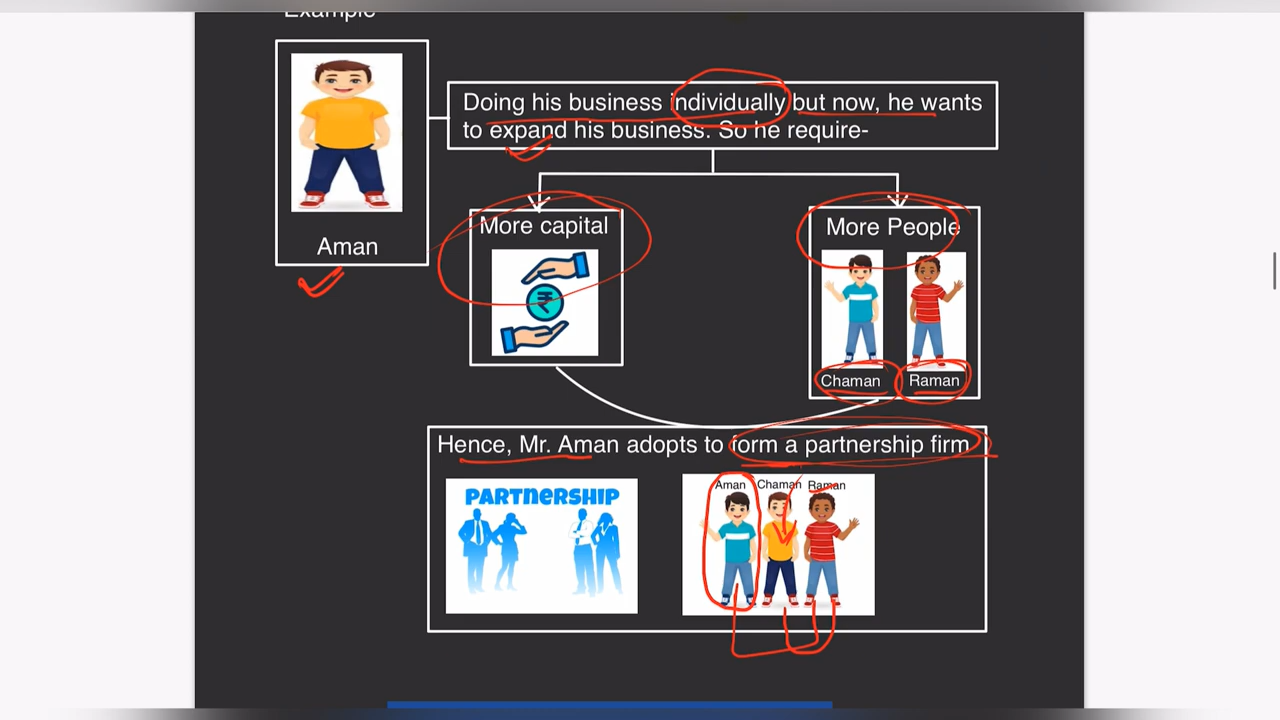 Example
Doing his business individually but now, he wants
to expand his business. So he require-
Aman
More capital
More People
₹
Chaman
Raman
Hence, Mr. Aman adopts to form a partnership firm
PARTNERSHIP
Aman Chaman Raman